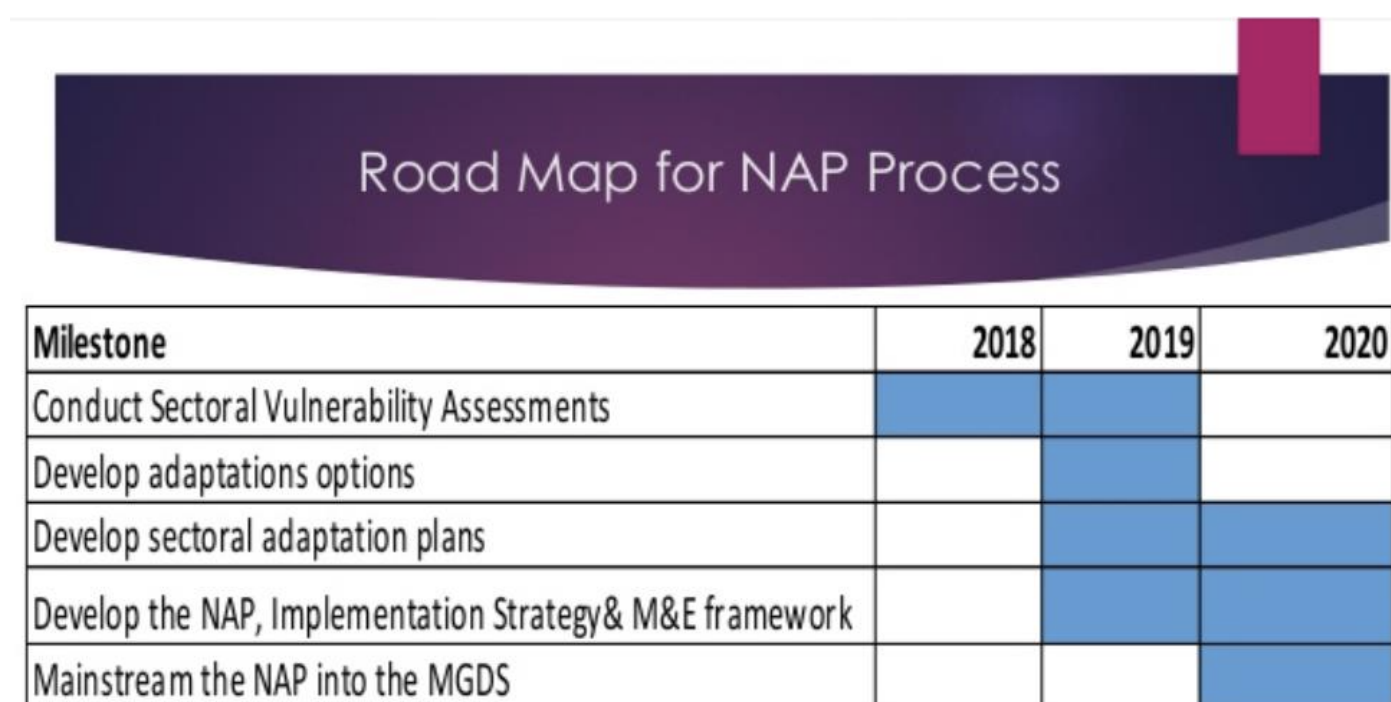 Road Map for NAP Process
Milestone 2018 2019 2020
Conduct Sectoral Vulnerability Assessments
Develop adaptations options
Develop sectoral adaptation plans
Develop the NAP, Implementation Strategy& M&E framework
Mainstream the NAP into the MGDS